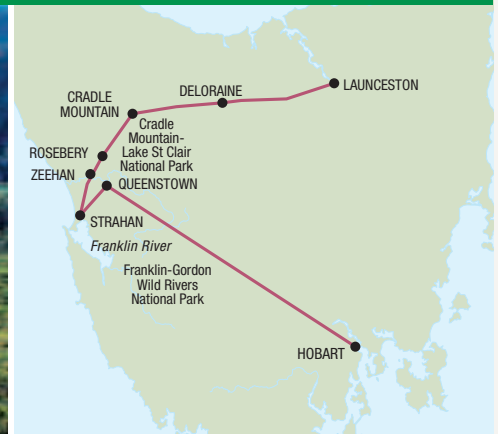 LAUNCESTON
DELORAINE
CRADLE
MOUNTAIN
Cradle
Mountain-
Lake St Clair
National Park
ROSEBERY
ZEEHAN
QUEENSTOWN
STRAHAN
Franklin River
Franklin-Gordon
Wild Rivers
National Park
HOBART